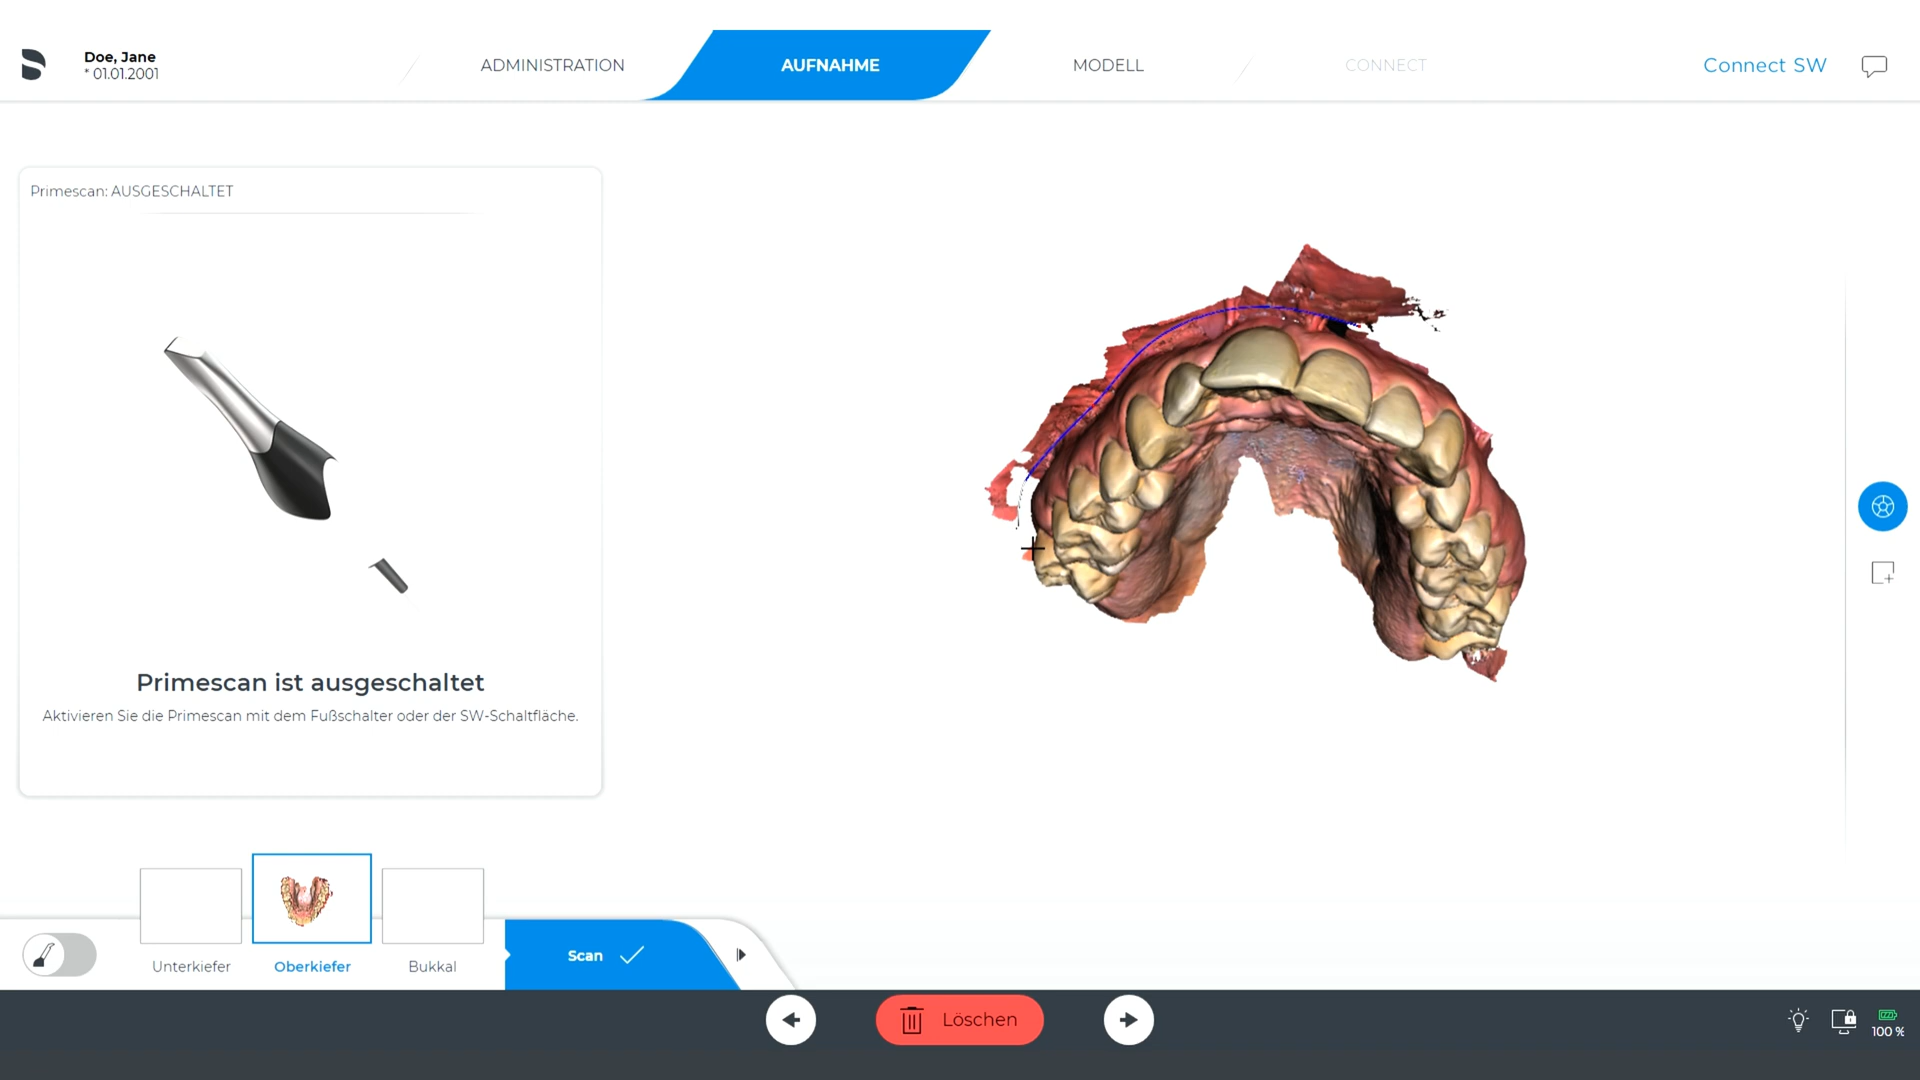 Doe, Jane
* 01.01.2001
ADMINISTRATION
AUFNAHME
MODELL
CONNECT
Connect SW
Primescan: AUSGESCHALTET
Primescan ist ausgeschaltet
Aktivieren Sie die Primescan mit dem Fußschalter oder der SW-Schaltfläche.
Unterkiefer
Oberkiefer
Bukkal
Scan
Löschen
100 %